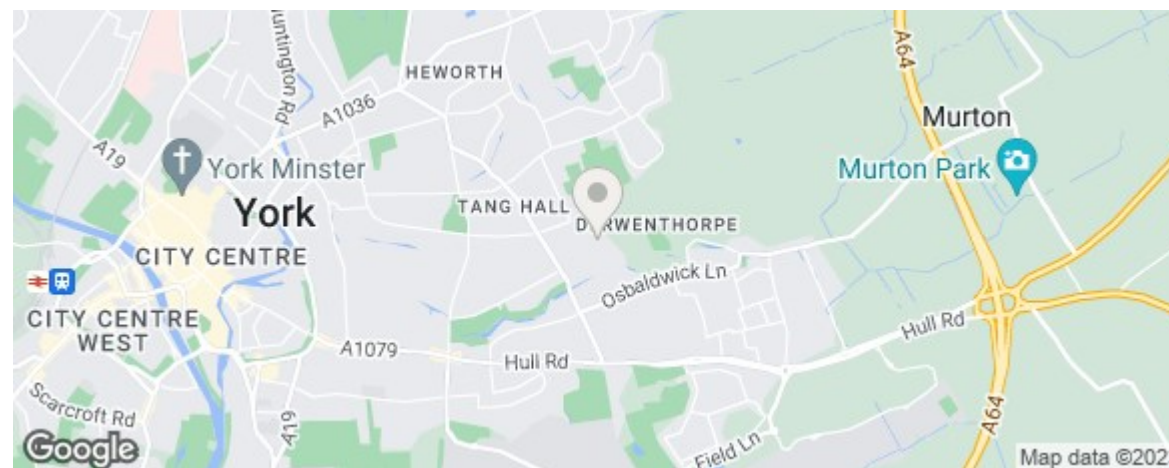 A64
Huntington Rd
HEWORTH
A1036
Murton
A19
York Minster
Murton Park
York
TANG HALL
D RWENTHORPE
CITY CENTRE
Osbaldwick Ln
CITY CENTRE
WEST
Hull Rd
A1079
Hull Rd
Scarcroft Rd
A19
A64
Field Ln
Google
Map data ©202